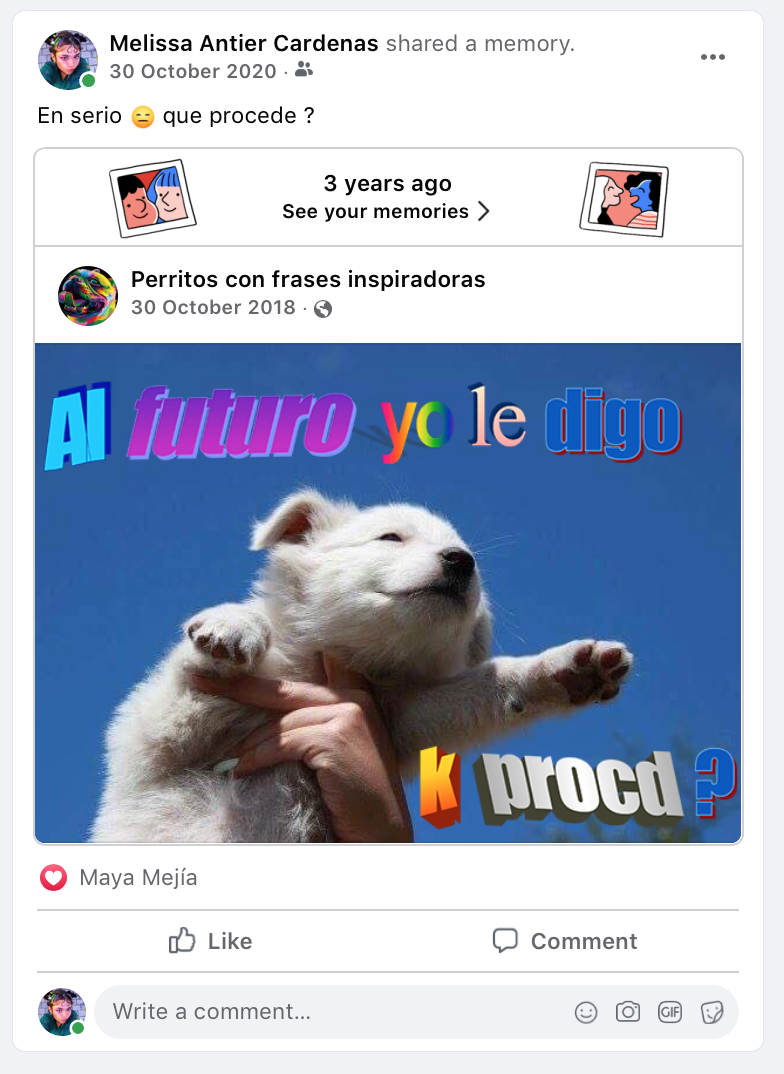 Melissa Antier Cardenas shared a memory.
30 October 2020 ·
En serio 😑 que procede ?
3 years ago
See your memories
Perritos con frases inspiradoras
30 October 2018 ·
Al futuro yo le digo
k procd ?
Maya Mejía
Like
Comment
Write a comment...
GIF